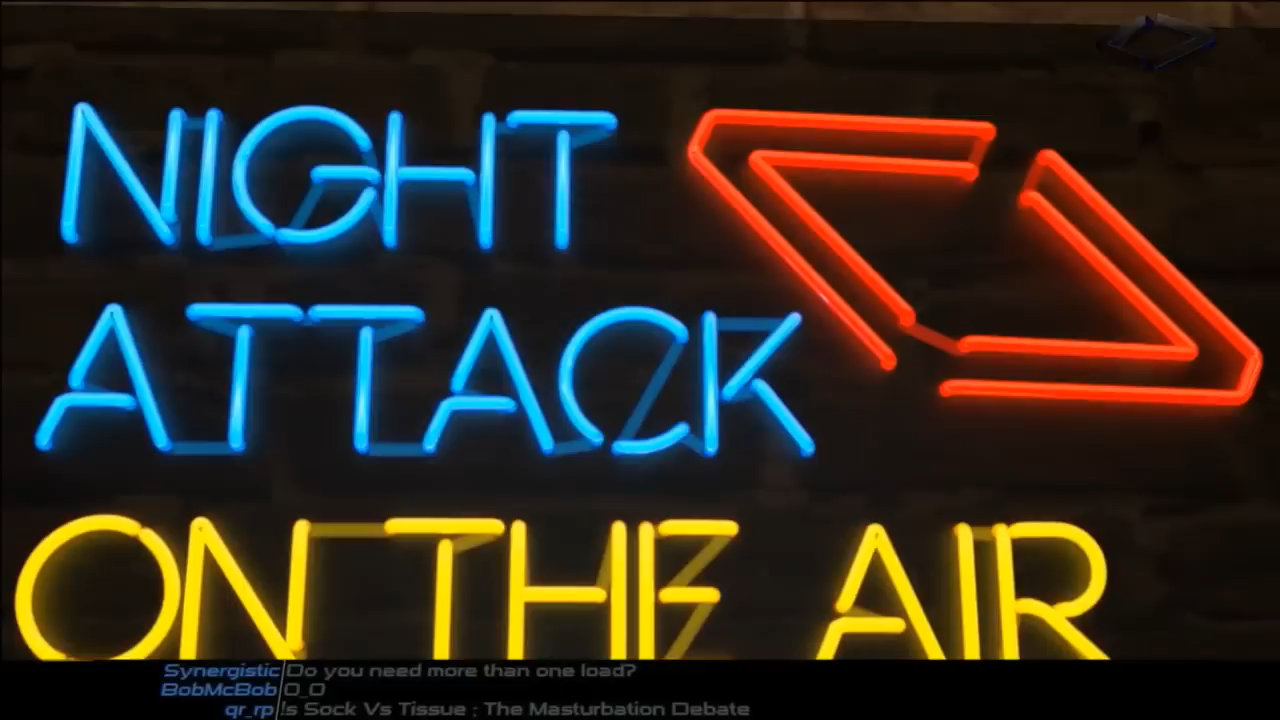 NIGHT
ATTACK
ON THE AIR
Synergistic Do you need more than one load?
BobMcBob O_O
qr_rp !s Sock Vs Tissue ; The Masturbation Debate